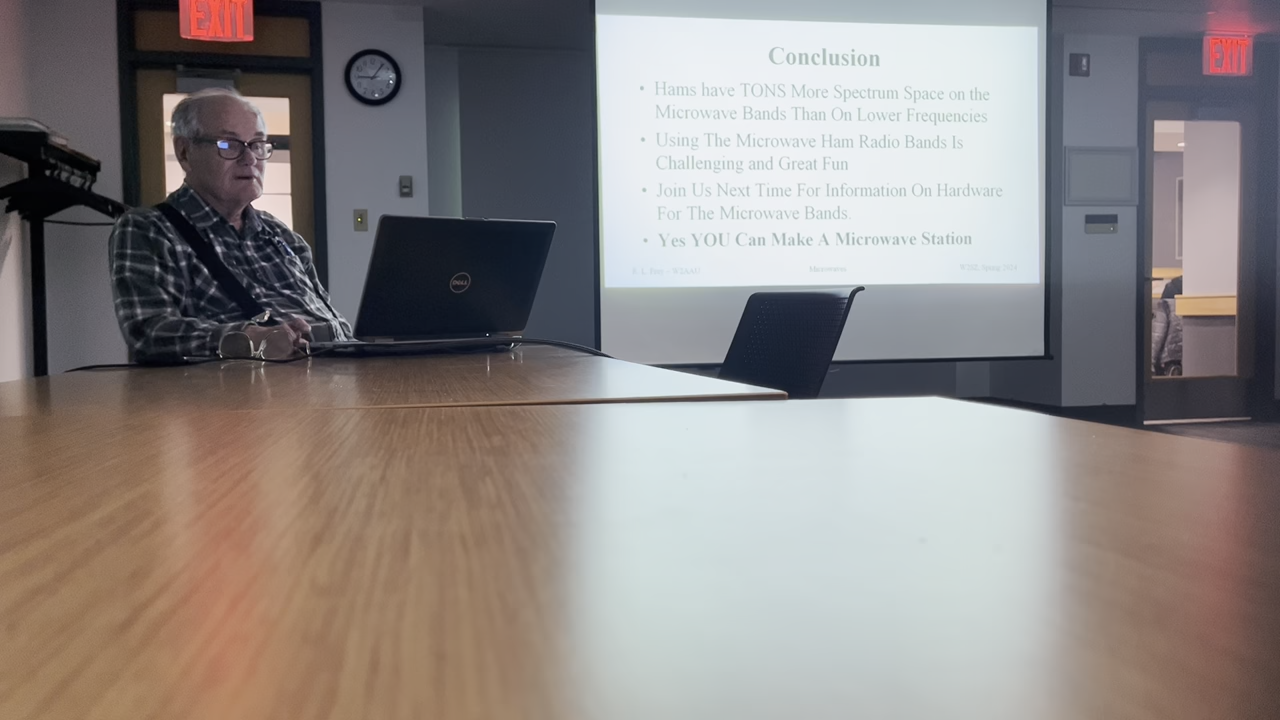 EXIT
EXIT
Conclusion
• Hams have TONS More Spectrum Space on the
Microwave Bands Than On Lower Frequencies
• Using The Microwave Ham Radio Bands Is
Challenging and Great Fun
• Join Us Next Time For Information On Hardware
For The Microwave Bands.
• Yes YOU Can Make A Microwave Station
Microwaves
Spring 2024
DELL